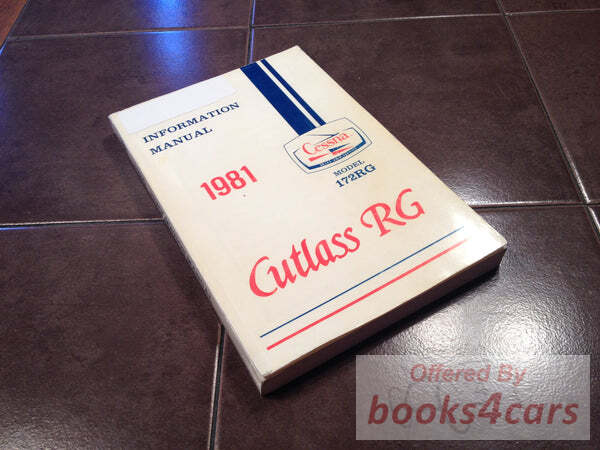 INFORMATION
MANUAL
1981
Cessna
MODEL
172RG
Cutlass RG
Offered By
books4cars